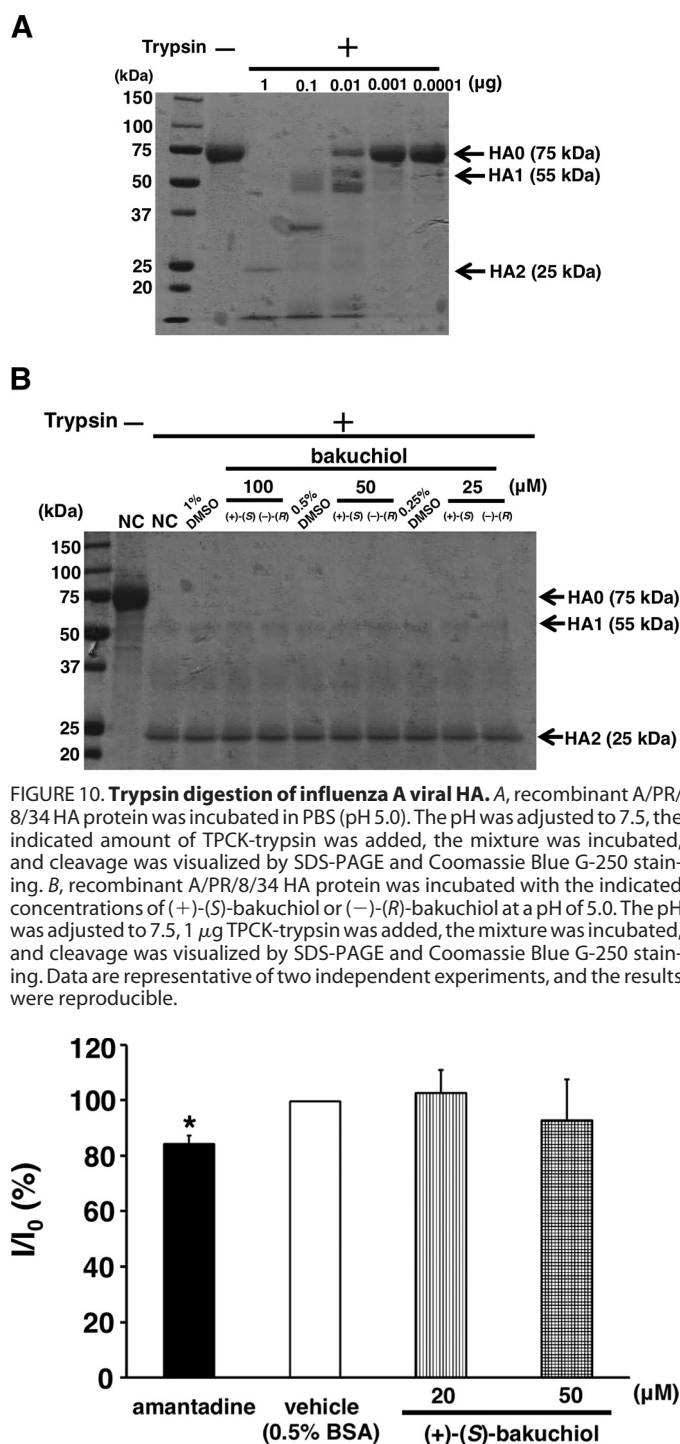 A
Trypsin — +
(kDa) 1 0.1 0.01 0.001 0.0001 (µg)
150
100
75
50
37
25
20
HA0 (75 kDa)
HA1 (55 kDa)
HA2 (25 kDa)
B
Trypsin — +
bakuchiol
100 50 25 (µM)
(kDa) NC NC 1% DMSO (+)-(S) (−)-(R) 0.5% DMSO (+)-(S) (−)-(R) 0.25% DMSO (+)-(S) (−)-(R)
150
100
75
50
37
25
20
HA0 (75 kDa)
HA1 (55 kDa)
HA2 (25 kDa)
FIGURE 10. Trypsin digestion of influenza A viral HA. A, recombinant A/PR/
8/34 HA protein was incubated in PBS (pH 5.0). The pH was adjusted to 7.5, the
indicated amount of TPCK-trypsin was added, the mixture was incubated,
and cleavage was visualized by SDS-PAGE and Coomassie Blue G-250 stain-
ing. B, recombinant A/PR/8/34 HA protein was incubated with the indicated
concentrations of (+)-(S)-bakuchiol or (−)-(R)-bakuchiol at a pH of 5.0. The pH
was adjusted to 7.5, 1 µg TPCK-trypsin was added, the mixture was incubated,
and cleavage was visualized by SDS-PAGE and Coomassie Blue G-250 stain-
ing. Data are representative of two independent experiments, and the results
were reproducible.
120
100
80
60
40
20
0
I/I0 (%)
*
amantadine vehicle 20 50 (µM)
(0.5% BSA) (+)-(S)-bakuchiol